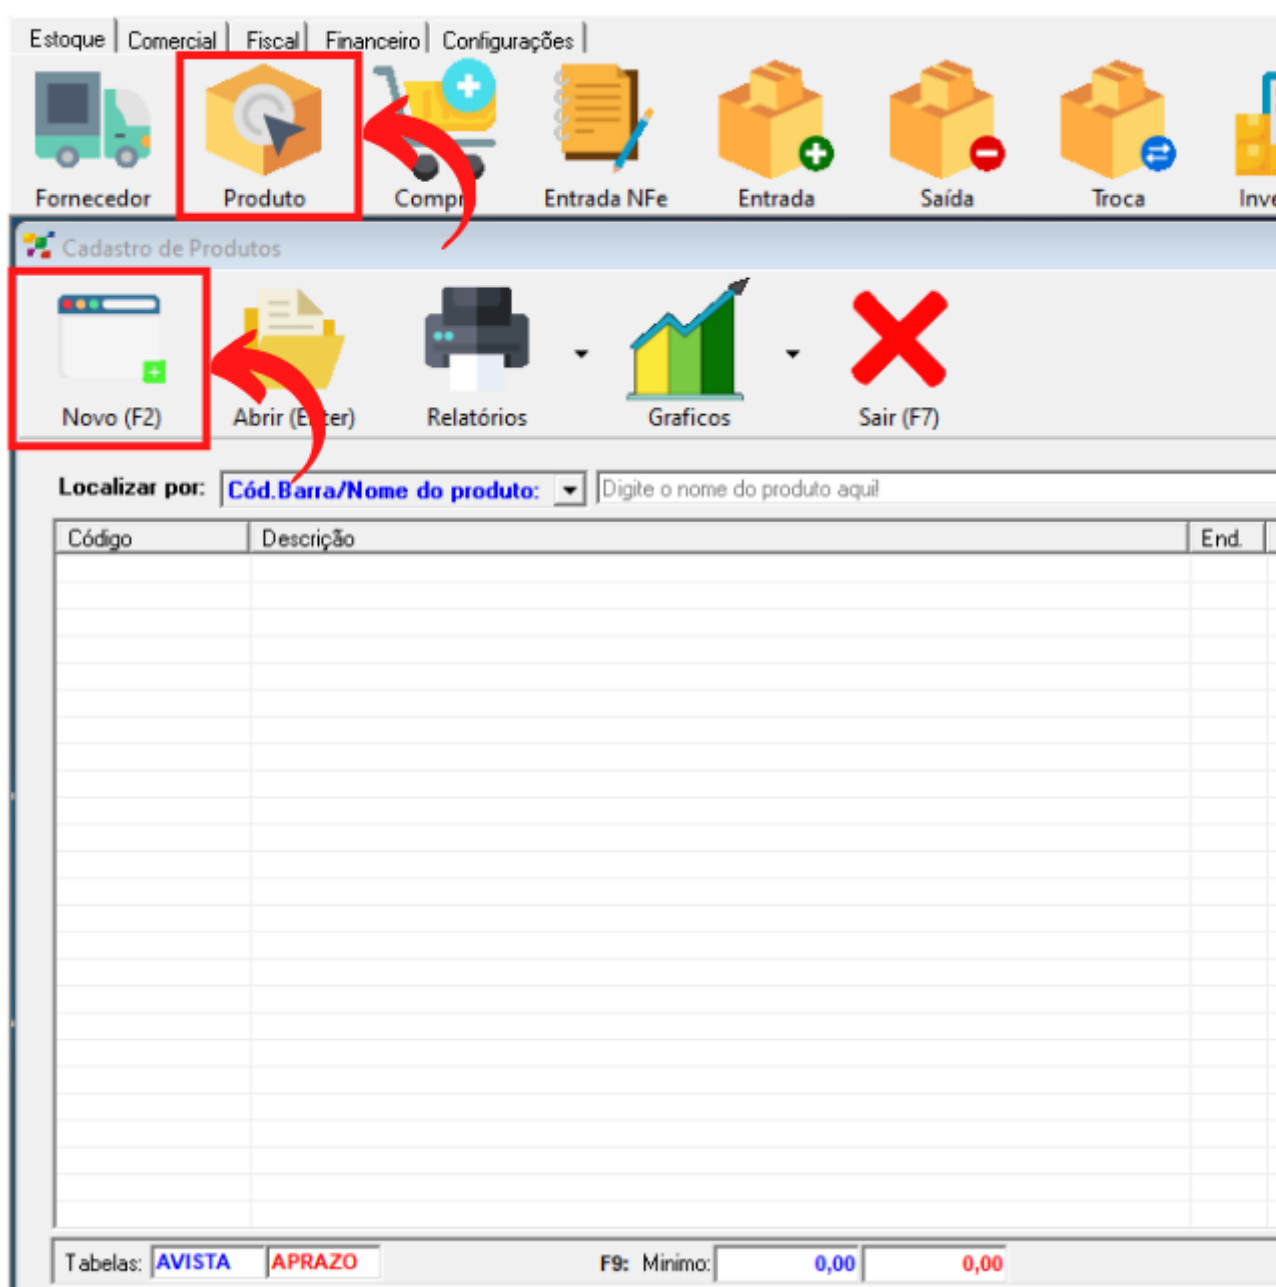 Estoque Comercial Fiscal Financeiro Configurações
Fornecedor Produto Entrada NFe Entrada Saída Troca
Cadastro de Produtos
Novo (F2) Relatórios Graficos Sair (F7)
Localizar por: Cód.Barra/Nome do produto: Digite o nome do produto aqui!
Código Descrição End.
Tabelas: AVISTA APRAZO F9: Minimo: 0,00 0,00